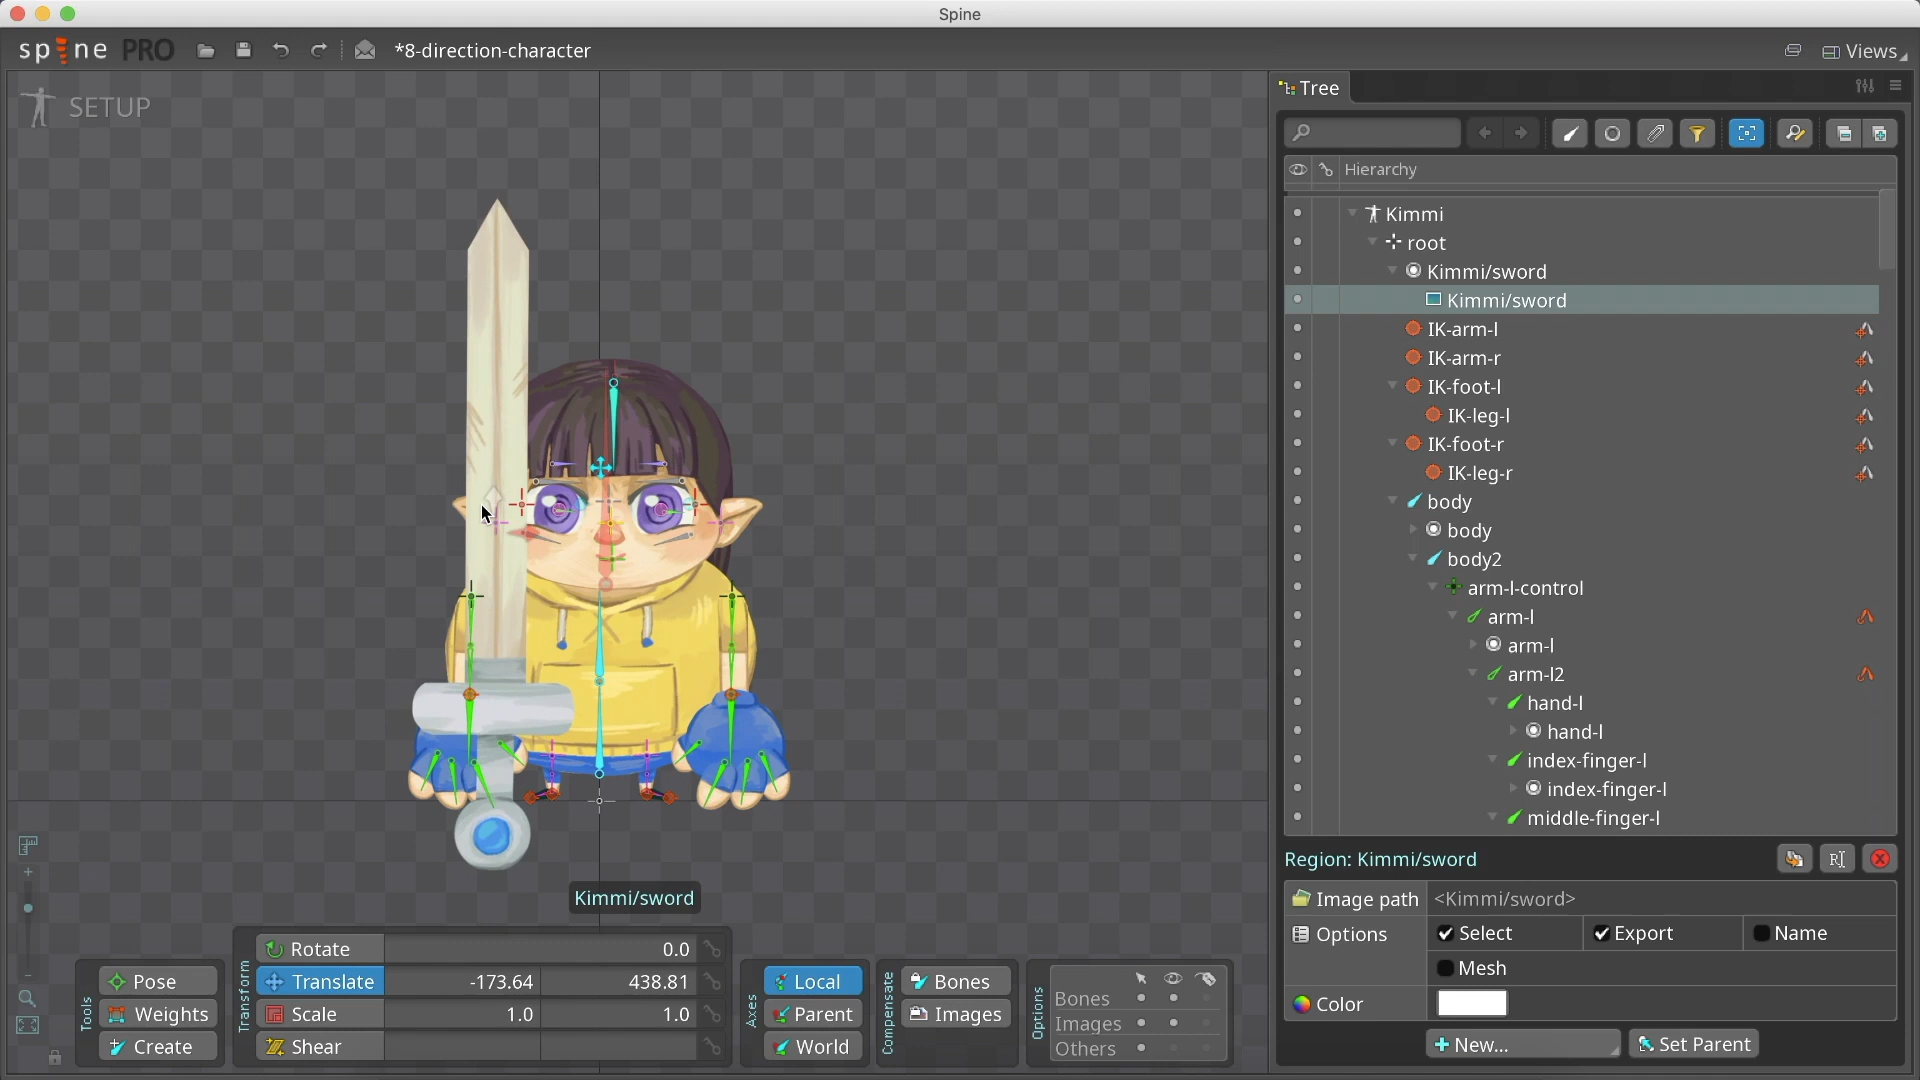 Spine
spine PRO
*8-direction-character
Views
SETUP
Tree
Hierarchy
Kimmi
root
Kimmi/sword
Kimmi/sword
IK-arm-l
IK-arm-r
IK-foot-l
IK-leg-l
IK-foot-r
IK-leg-r
body
body
body2
arm-l-control
arm-l
arm-l
arm-l2
hand-l
hand-l
index-finger-l
index-finger-l
middle-finger-l
Region: Kimmi/sword
Image path <Kimmi/sword>
Options Select Export Name
Mesh
Color
New... Set Parent
Kimmi/sword
Tools
Pose
Weights
Create
Transform
Rotate 0.0
Translate -173.64 438.81
Scale 1.0 1.0
Shear
Axes
Local
Parent
World
Compensate
Bones
Images
Options
Bones
Images
Others